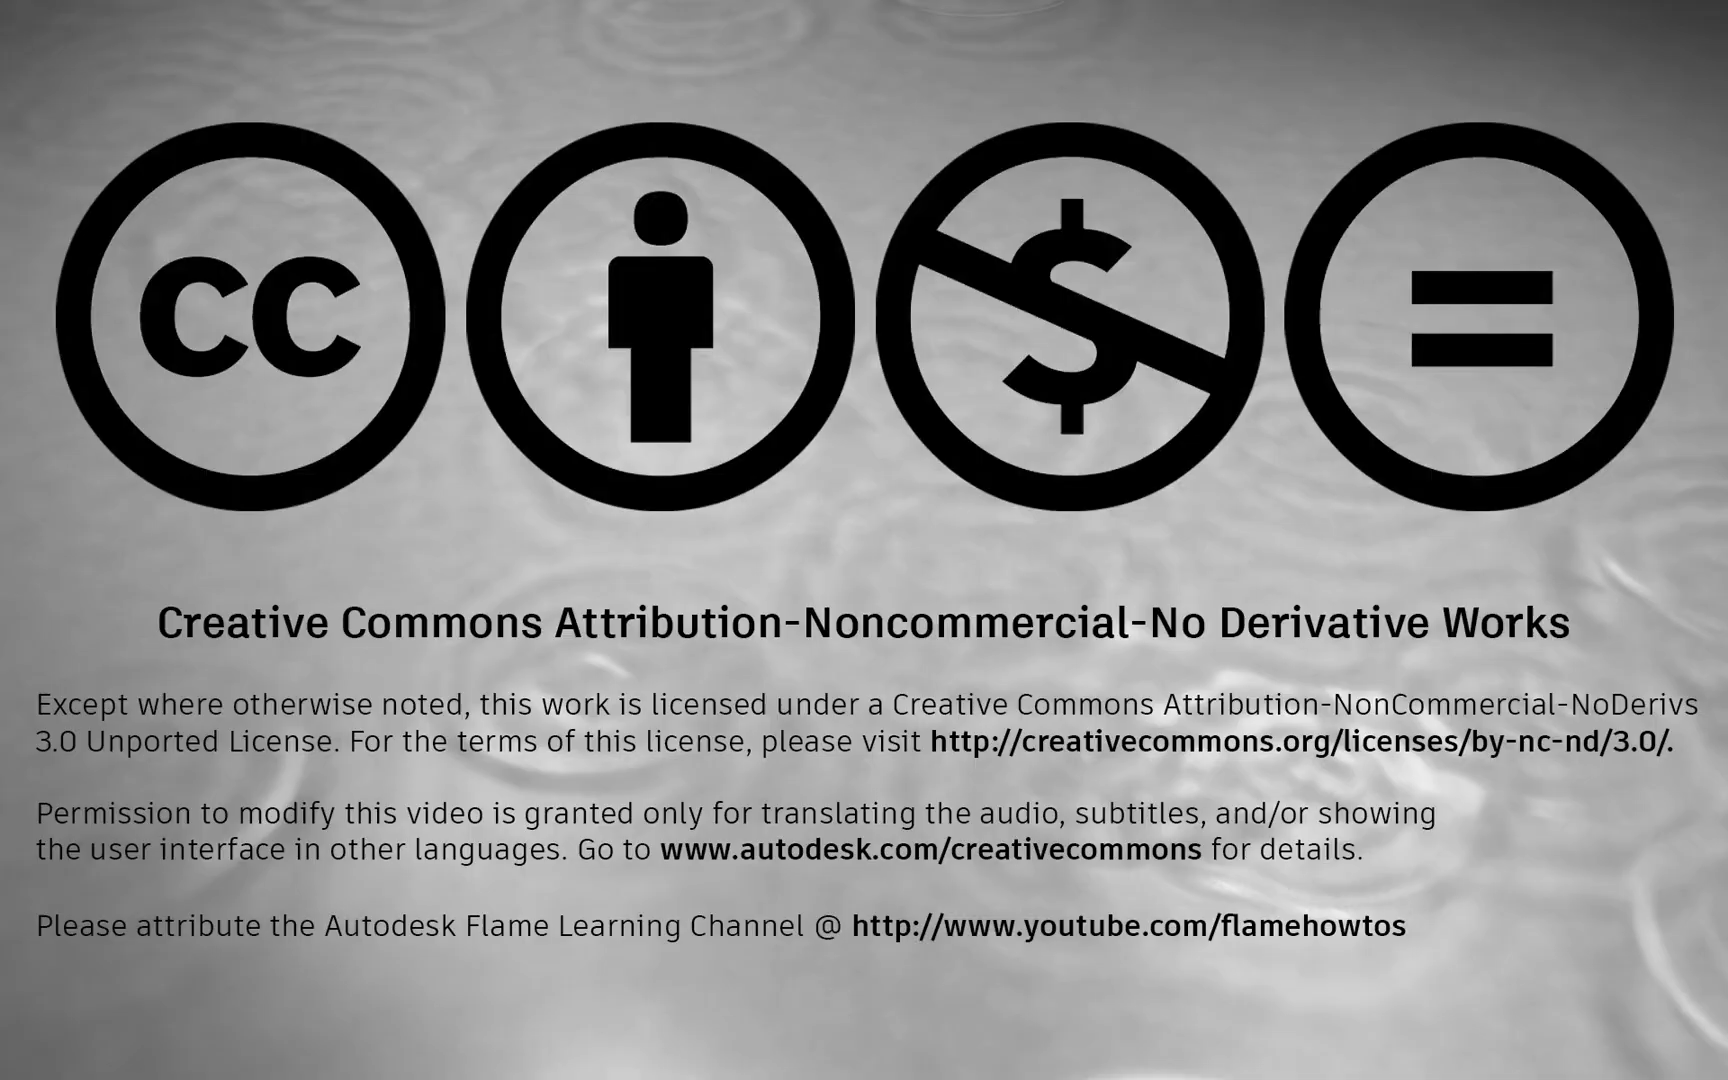 cc
$
=
Creative Commons Attribution-Noncommercial-No Derivative Works
Except where otherwise noted, this work is licensed under a Creative Commons Attribution-NonCommercial-NoDerivs
3.0 Unported License. For the terms of this license, please visit http://creativecommons.org/licenses/by-nc-nd/3.0/.
Permission to modify this video is granted only for translating the audio, subtitles, and/or showing
the user interface in other languages. Go to www.autodesk.com/creativecommons for details.
Please attribute the Autodesk Flame Learning Channel @ http://www.youtube.com/flamehowtos